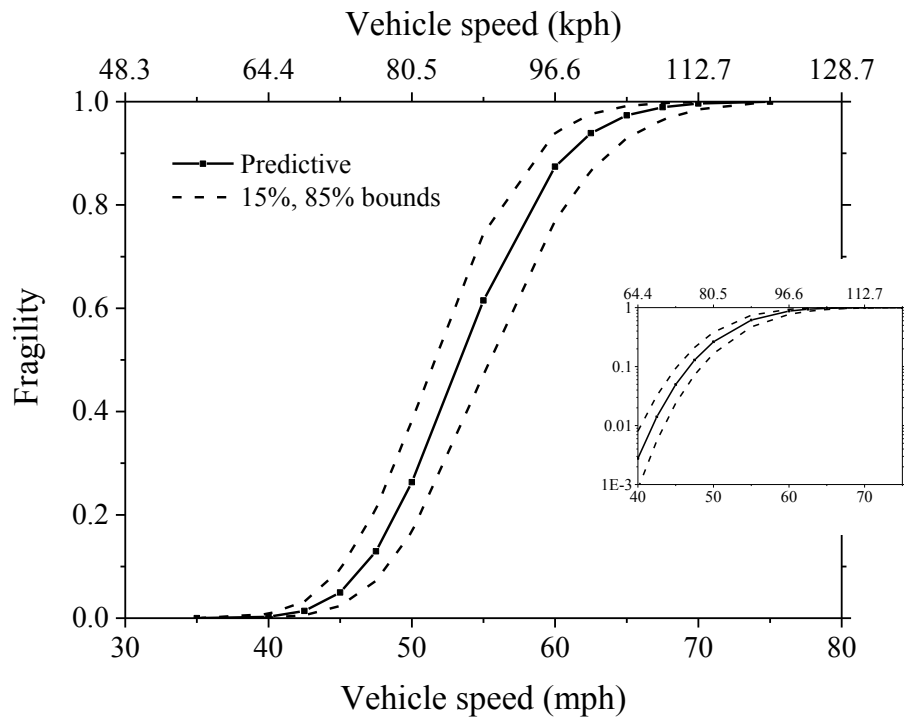 Vehicle speed (kph)
48.3 64.4 80.5 96.6 112.7 128.7
1.0
Predictive
15%, 85% bounds
0.8
0.6
Fragility
0.4
0.2
0.0
64.4 80.5 96.6 112.7
1
0.1
0.01
1E-3
40 50 60 70
30 40 50 60 70 80
Vehicle speed (mph)